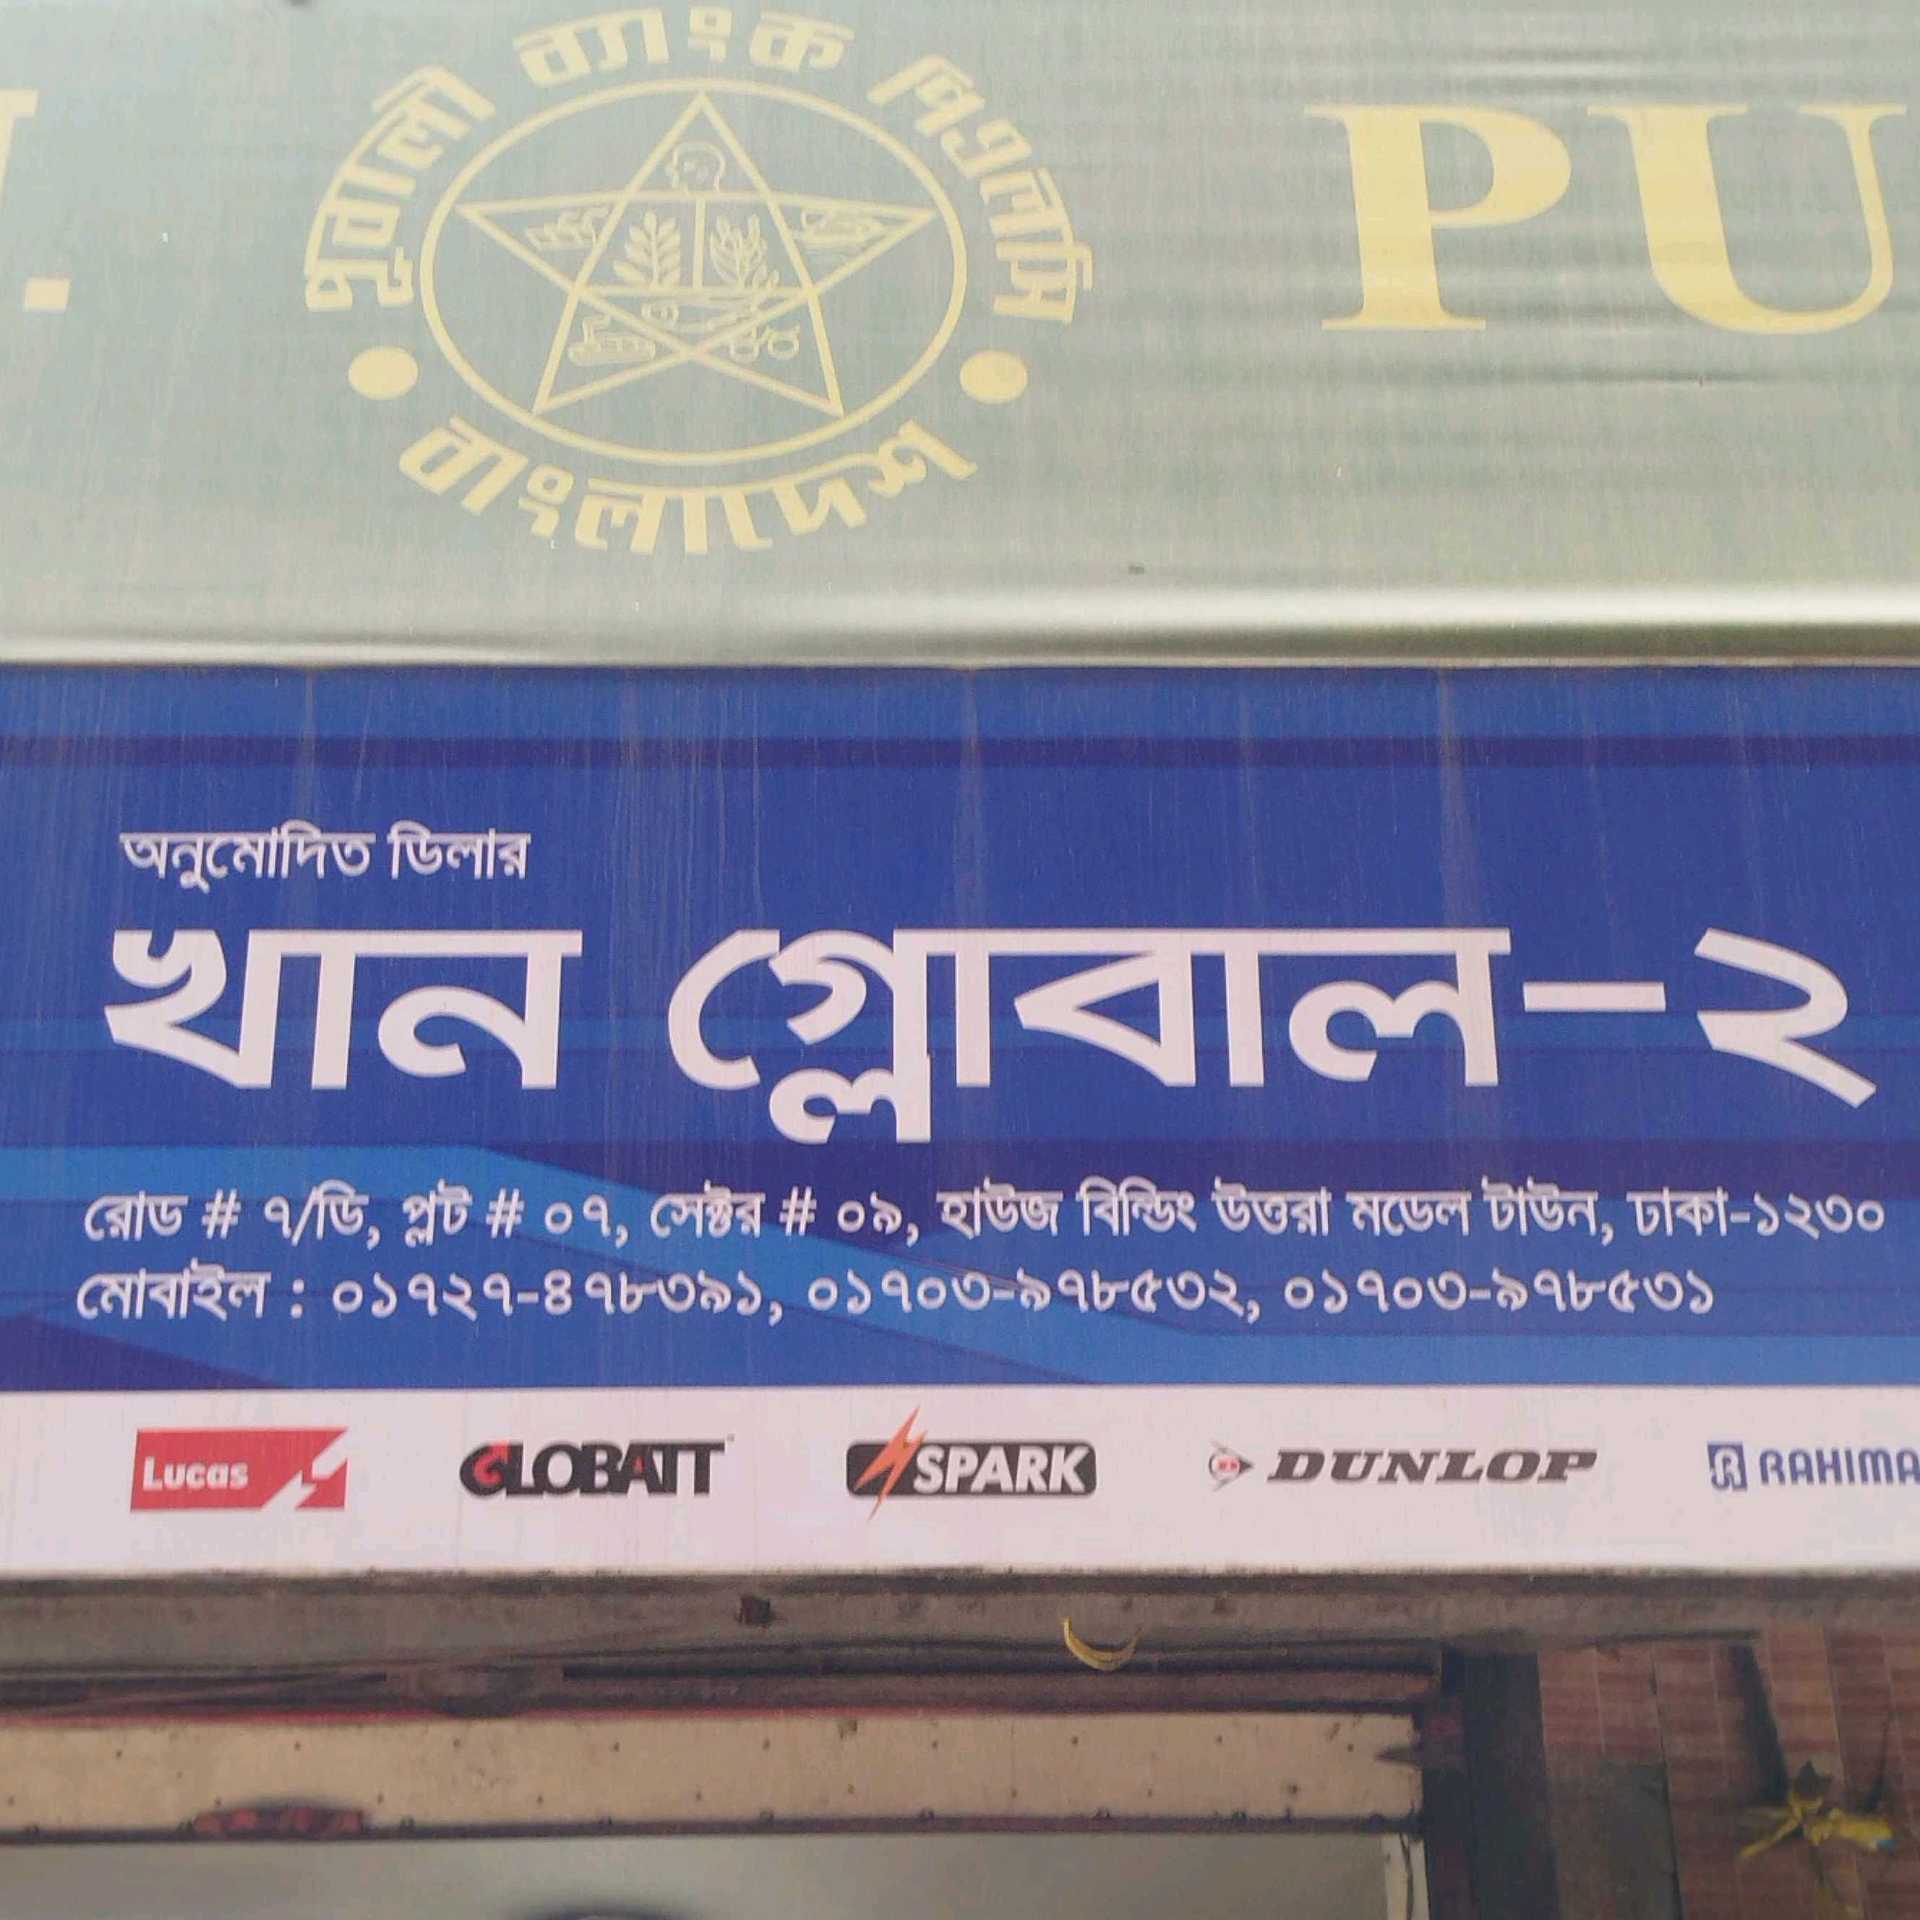 পূবালী ব্যাংক পিএলসি
বাংলাদেশ
PU
অনুমোদিত ডিলার
খান গ্লোবাল-২
রোড # ৭/ডি, প্লট # ০৭, সেক্টর # ০৯, হাউজ বিল্ডিং উত্তরা মডেল টাউন, ঢাকা-১২৩০
মোবাইল : ০১৭২৭-৪৭৮৩৯১, ০১৭০৩-৯৭৮৫৩২, ০১৭০৩-৯৭৮৫৩১
LUCAS GLOBATT SPARK DUNLOP RAHIMA